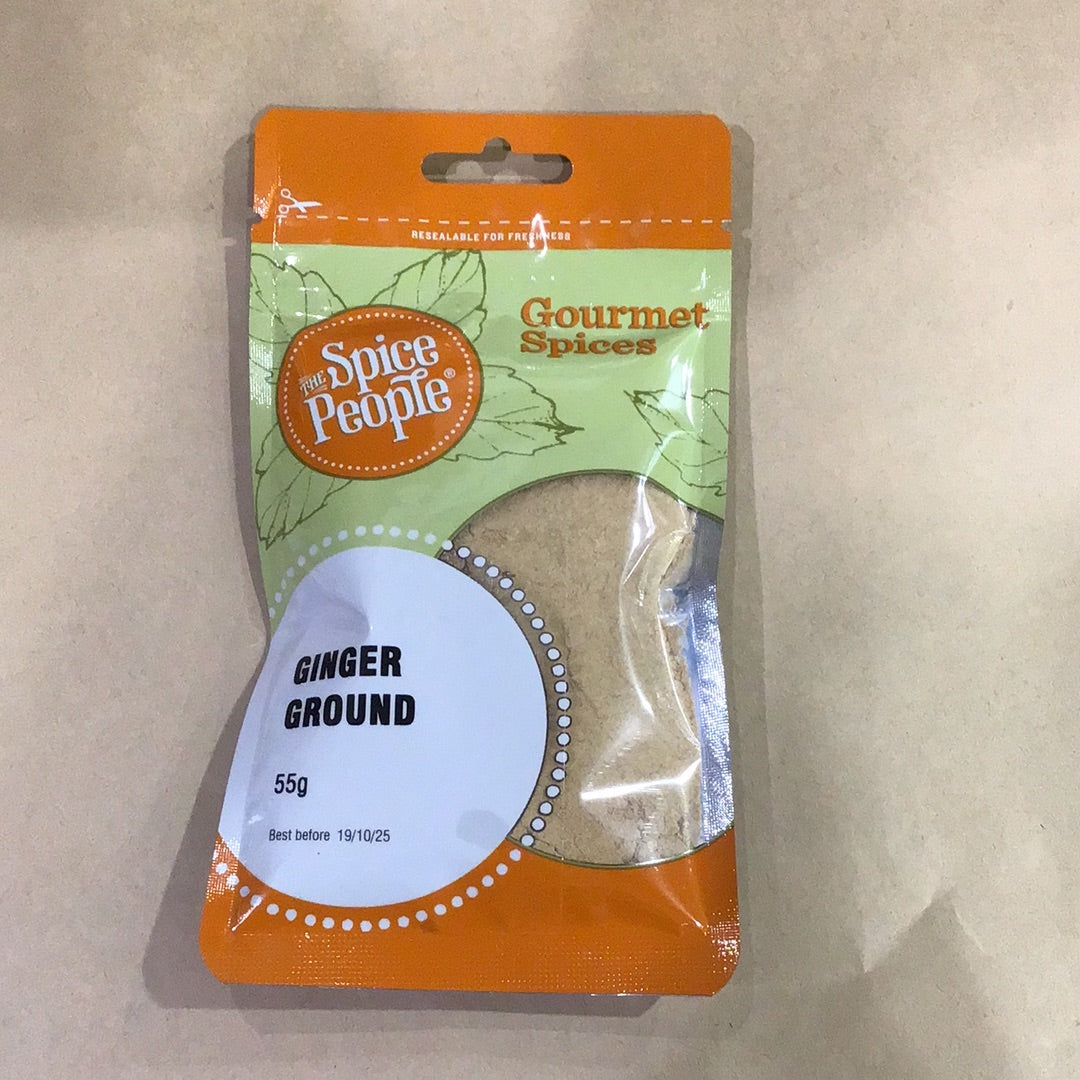 RESEALABLE FOR FRESHNESS
Gourmet
Spices
THE Spice
People®
GINGER
GROUND
55g
Best before 19/10/25